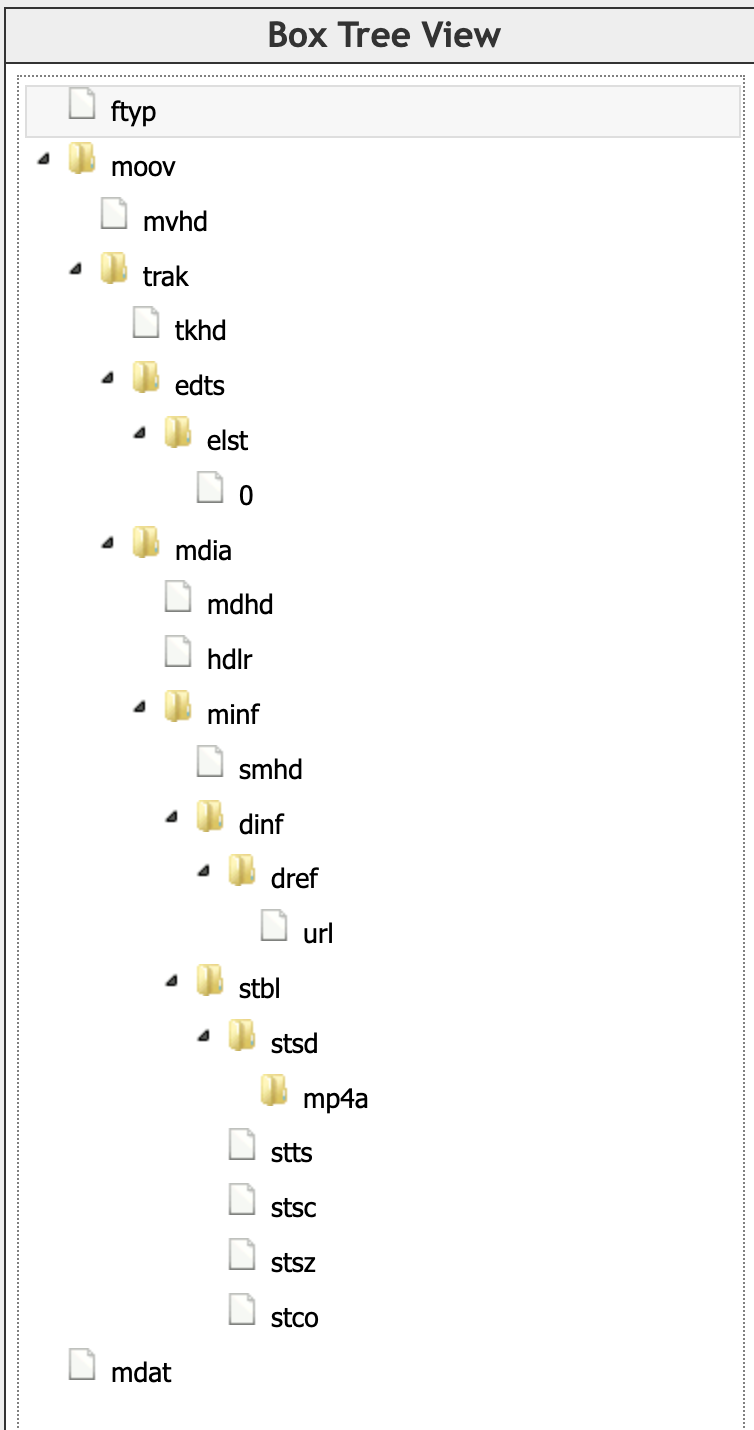 Box Tree View
ftyp
moov
mvhd
trak
tkhd
edts
elst
0
mdia
mdhd
hdlr
minf
smhd
dinf
dref
url
stbl
stsd
mp4a
stts
stsc
stsz
stco
mdat